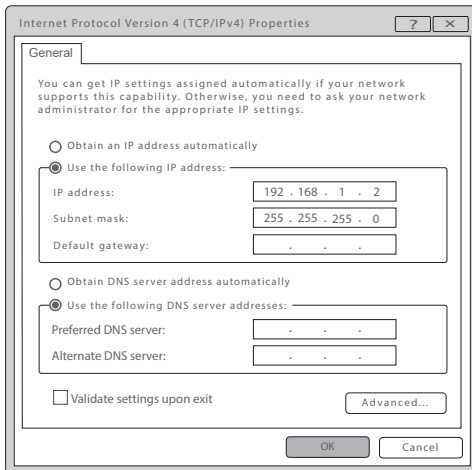 Internet Protocol Version 4 (TCP/IPv4) Properties ? ×
General
You can get IP settings assigned automatically if your network
supports this capability. Otherwise, you need to ask your network
administrator for the appropriate IP settings.
Obtain an IP address automatically
Use the following IP address:
IP address: 192 . 168 . 1 . 2
Subnet mask: 255 . 255 . 255 . 0
Default gateway: . . .
Obtain DNS server address automatically
Use the following DNS server addresses:
Preferred DNS server: . . .
Alternate DNS server: . . .
Validate settings upon exit
Advanced...
OK Cancel